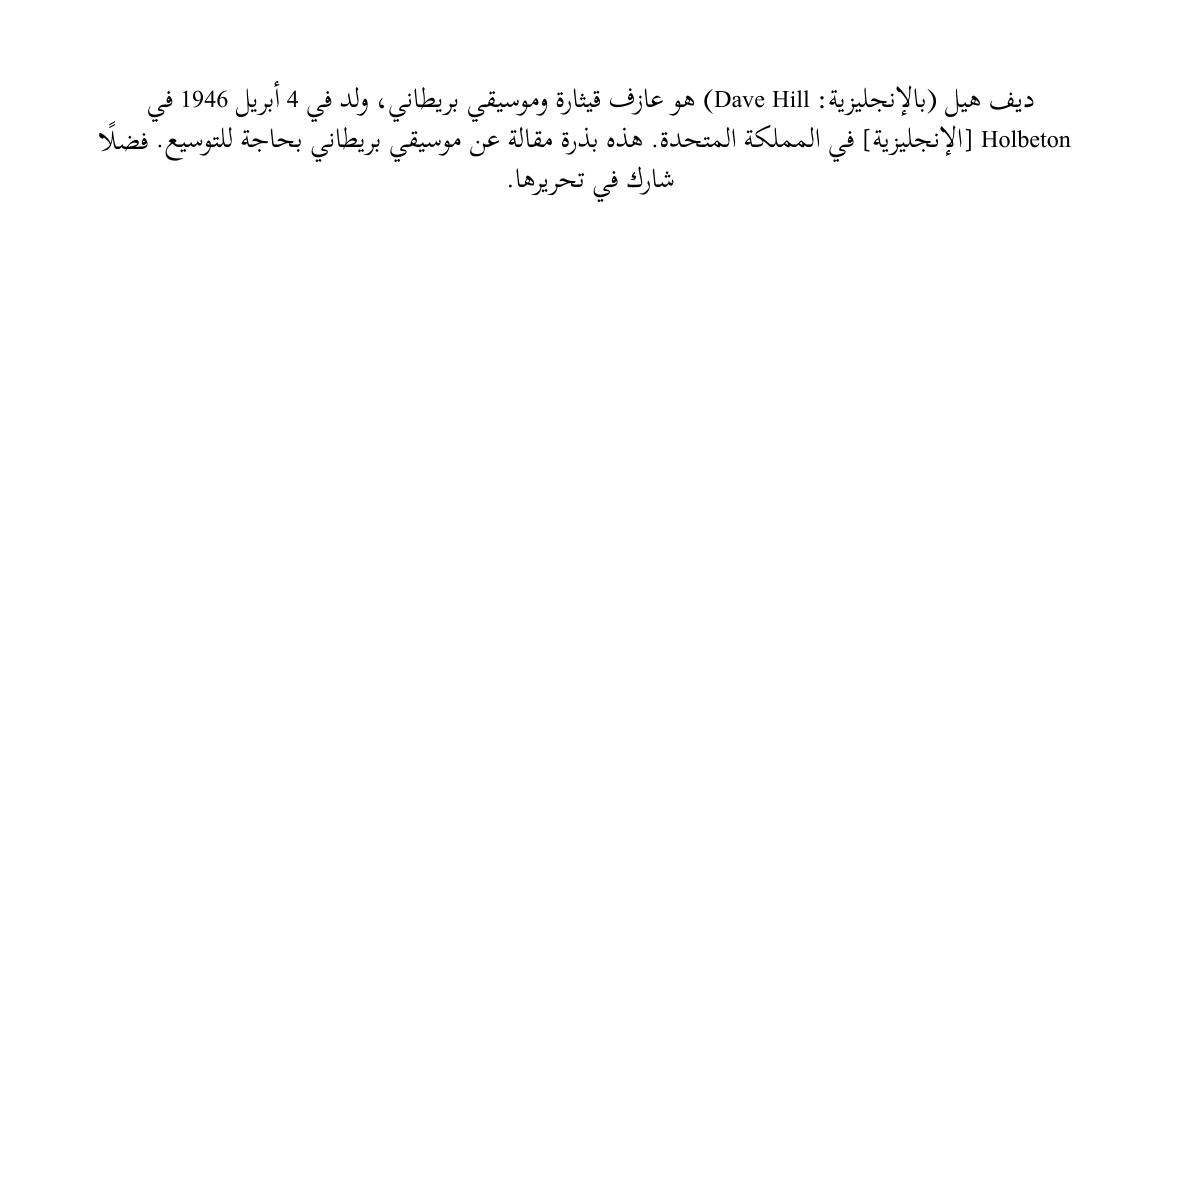 ديف هيل (بالإنجليزية: Dave Hill) هو عازف قيثارة وموسيقي بريطاني، ولد في 4 أبريل 1946 في
Holbeton [الإنجليزية] في المملكة المتحدة. هذه بذرة مقالة عن موسيقي بريطاني بحاجة للتوسيع. فضلًا
شارك في تحريرها.